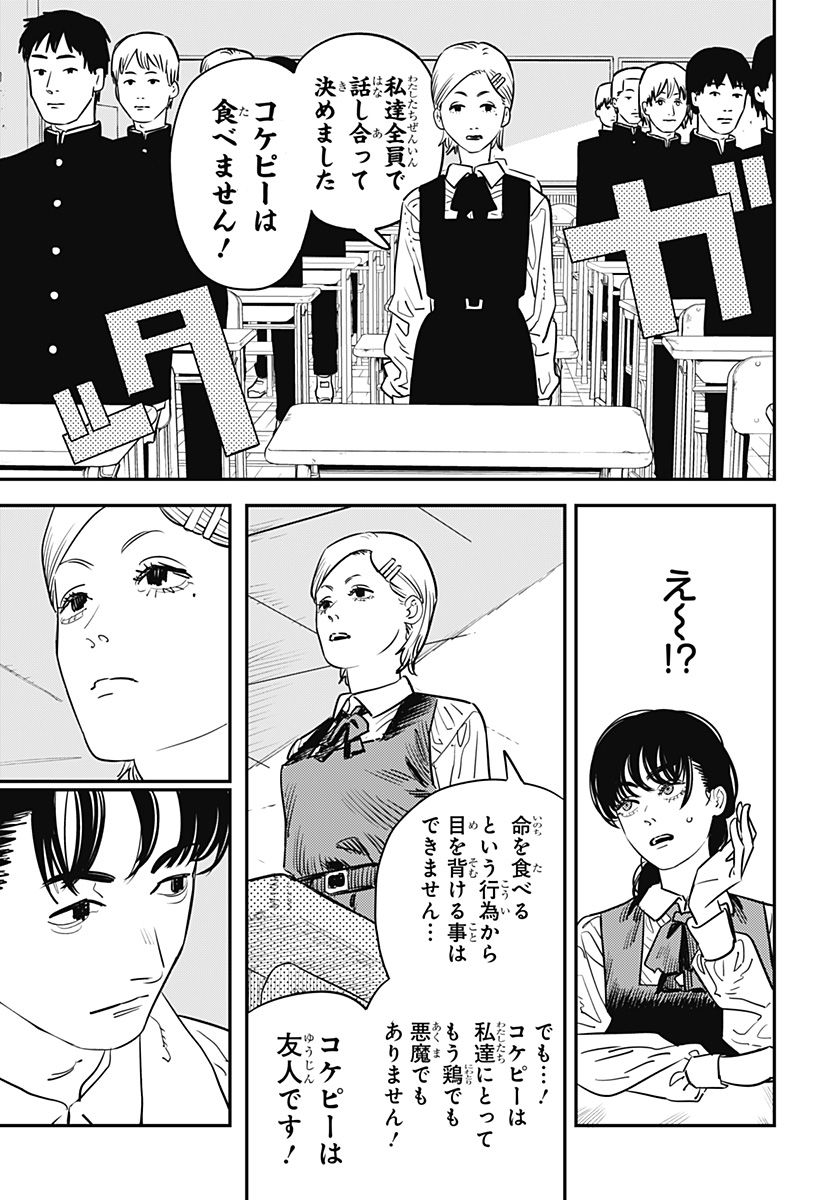 ガ
タ
ッ
私達全員で
話し合って
決めました
コケピーは
食べません！
え〜!?
命を食べる
という行為から
目を背ける事は
できません…
でも…！
コケピーは
私達にとって
もう鶏でも
悪魔でも
ありません！
コケピーは
友人です！